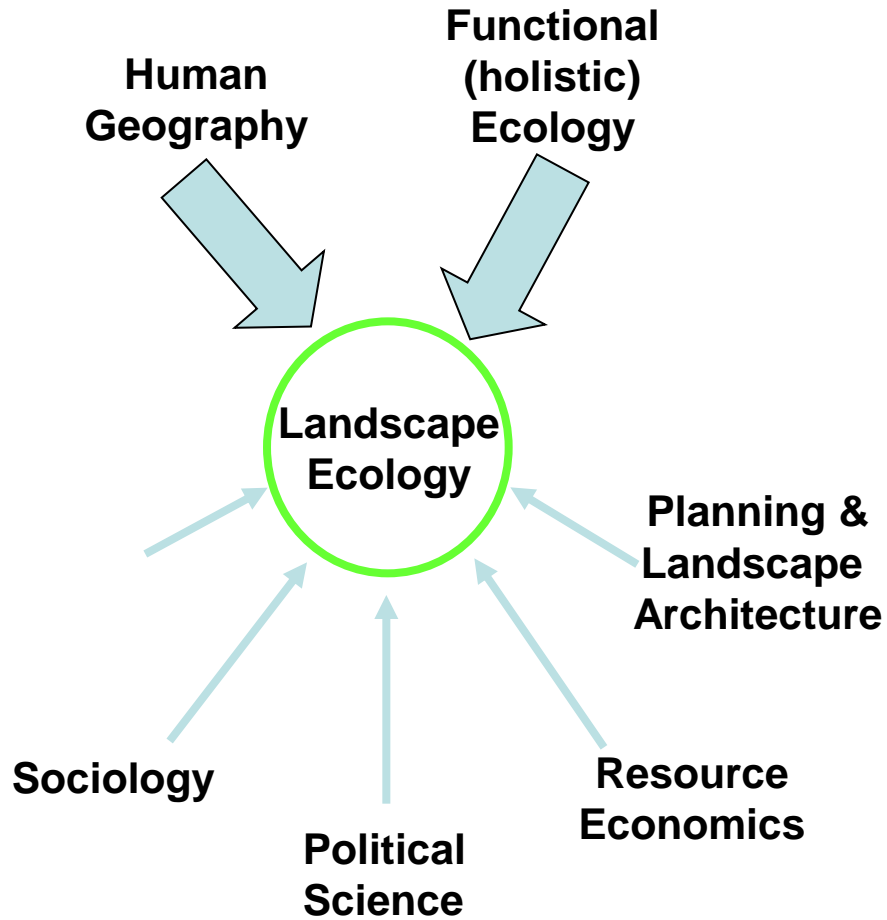 Human
Geography
Functional
(holistic)
Ecology
Landscape
Ecology
Planning &
Landscape
Architecture
Sociology
Resource
Economics
Political
Science